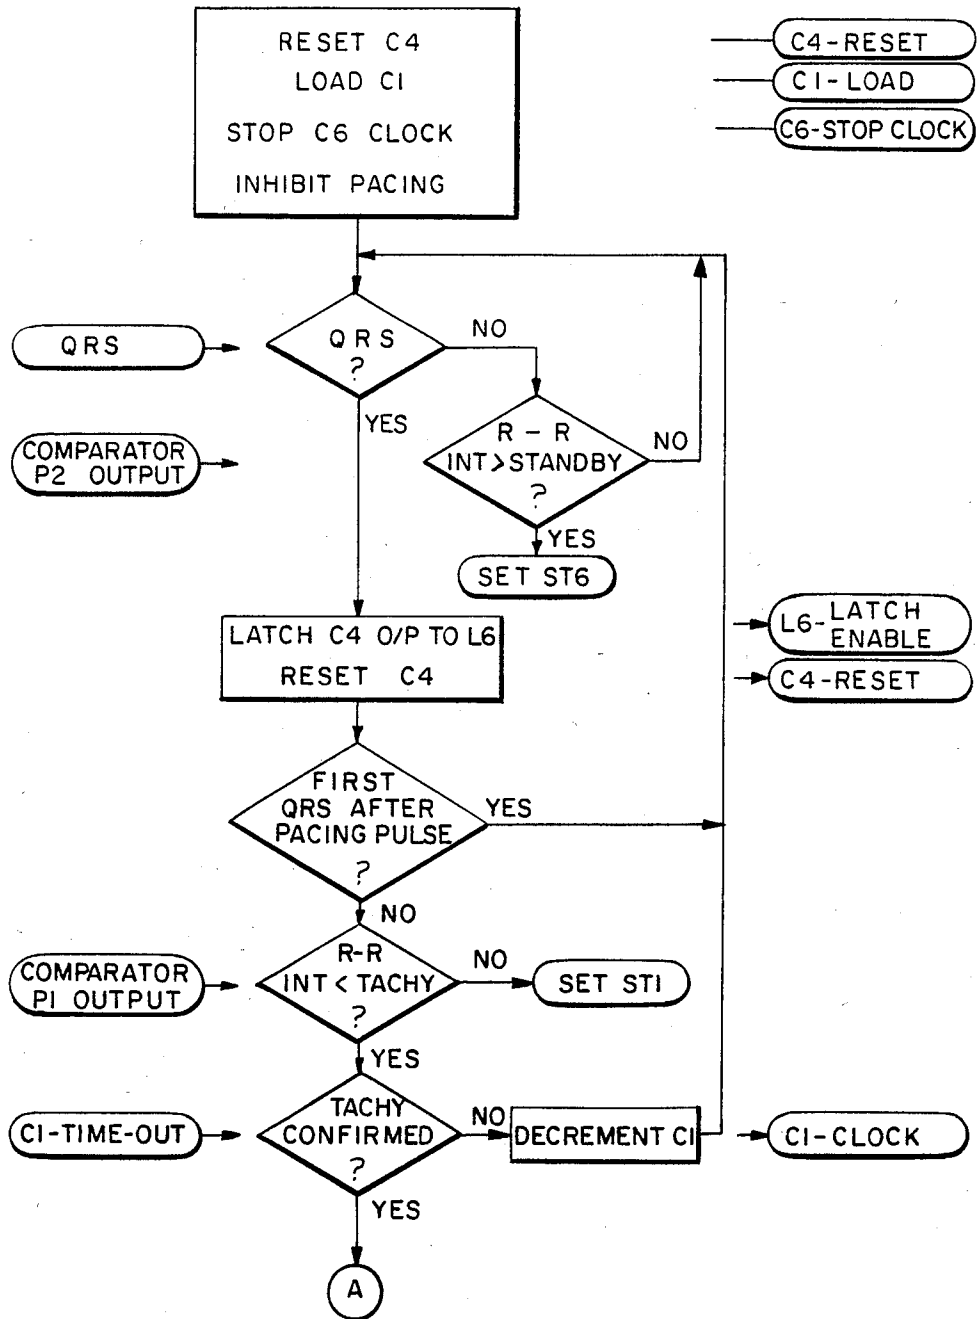 RESET C4
LOAD C1
STOP C6 CLOCK
INHIBIT PACING
C4-RESET
C1-LOAD
C6-STOP CLOCK
QRS
QRS
?
NO
YES
COMPARATOR
P2 OUTPUT
R-R
INT>STANDBY
?
NO
YES
SET ST6
LATCH C4 O/P TO L6
RESET C4
L6-LATCH
ENABLE
C4-RESET
FIRST
QRS AFTER
PACING PULSE
?
YES
NO
COMPARATOR
P1 OUTPUT
R-R
INT < TACHY
?
NO
SET ST1
YES
C1-TIME-OUT
TACHY
CONFIRMED
?
NO
DECREMENT C1
C1-CLOCK
YES
A